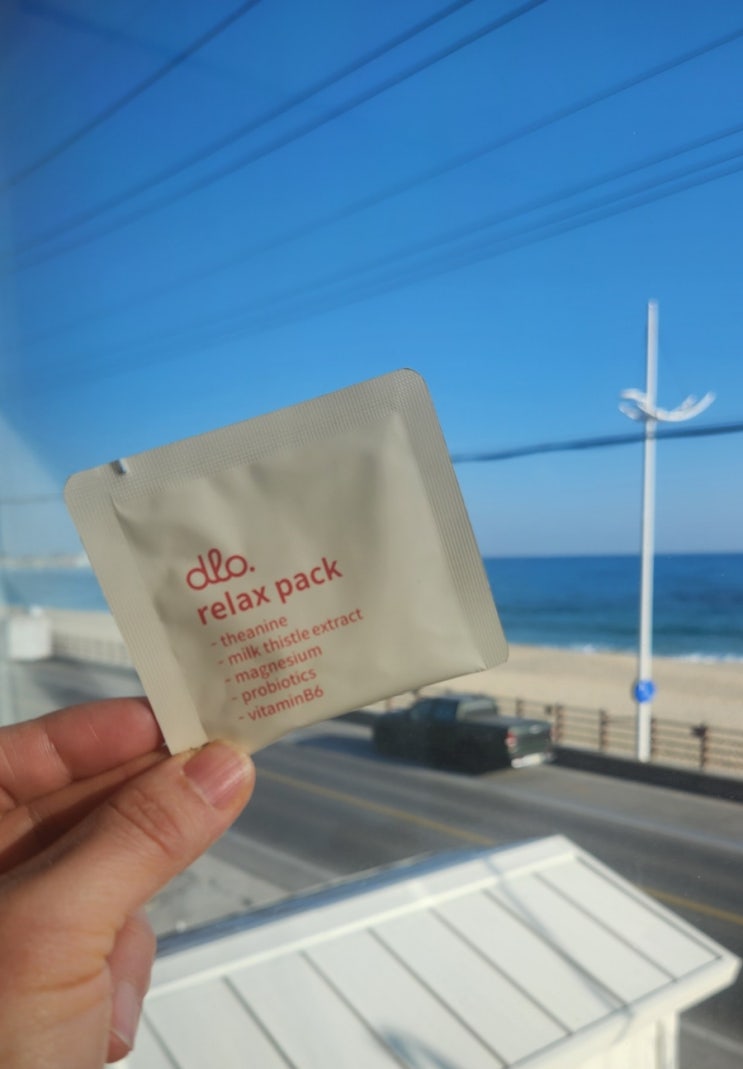 dlo.
relax pack
- theanine
- milk thistle extract
- magnesium
- probiotics
- vitaminB6